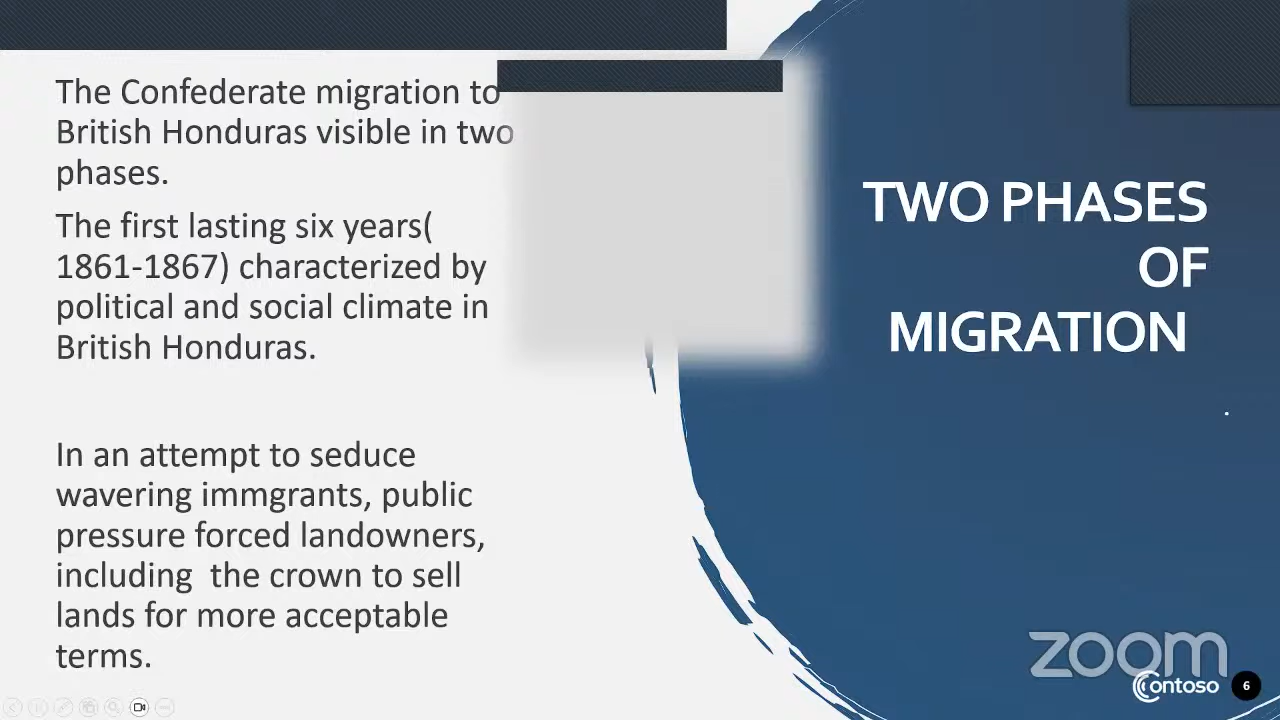 The Confederate migration to
British Honduras visible in two
phases.
The first lasting six years(
1861-1867) characterized by
political and social climate in
British Honduras.
In an attempt to seduce
wavering immgrants, public
pressure forced landowners,
including  the crown to sell
lands for more acceptable
terms.
TWO PHASES
OF
MIGRATION
.
zoom
Contoso
6